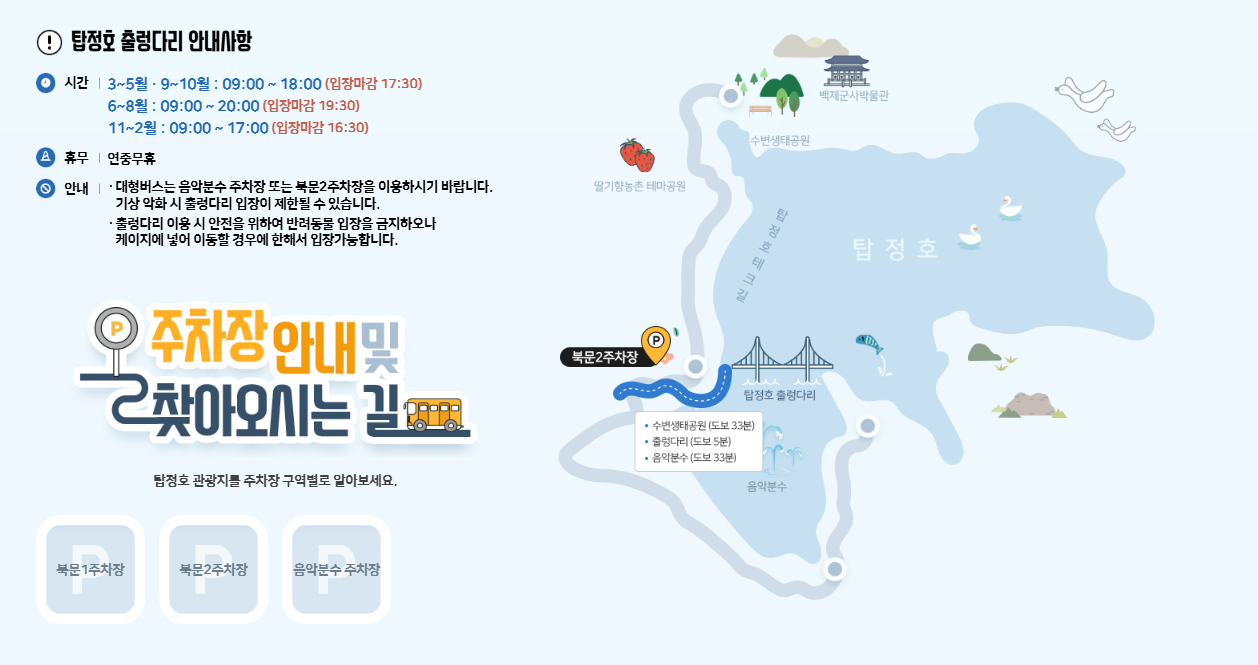 탑정호 출렁다리 안내사항
시간 3~5월 · 9~10월 : 09:00 ~ 18:00 (입장마감 17:30)
6~8월 : 09:00 ~ 20:00 (입장마감 19:30)
11~2월 : 09:00 ~ 17:00 (입장마감 16:30)
휴무 연중무휴
안내 · 대형버스는 음악분수 주차장 또는 북문2주차장을 이용하시기 바랍니다.
기상 악화 시 출렁다리 입장이 제한될 수 있습니다.
· 출렁다리 이용 시 안전을 위하여 반려동물 입장을 금지하오나
케이지에 넣어 이동할 경우에 한해서 입장가능합니다.
P
주차장 안내 및
찾아오시는 길
탑정호 관광지를 주차장 구역별로 알아보세요.
P
북문1주차장
P
북문2주차장
P
음악분수 주차장
백제군사박물관
수변생태공원
딸기향농촌 테마공원
탑정호데크길
탑정호
북문2주차장
P
탑정호 출렁다리
• 수변생태공원 (도보 33분)
• 출렁다리 (도보 5분)
• 음악분수 (도보 33분)
음악분수